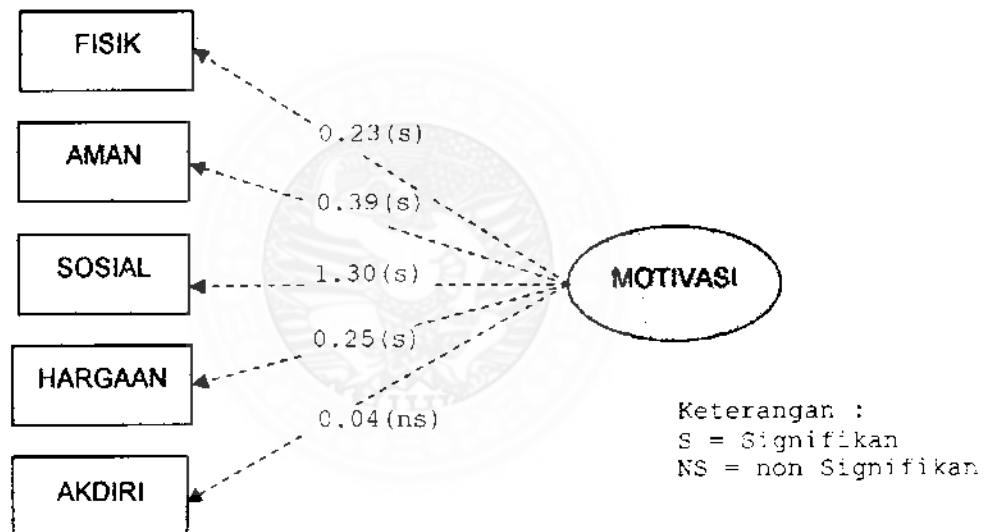 FISIK
0.23(s)
AMAN
0.39(s)
SOSIAL
1.30(s)
MOTIVASI
0.25(s)
HARGAAN
0.04(ns)
AKDIRI
Keterangan :
S = Signifikan
NS = non Signifikan